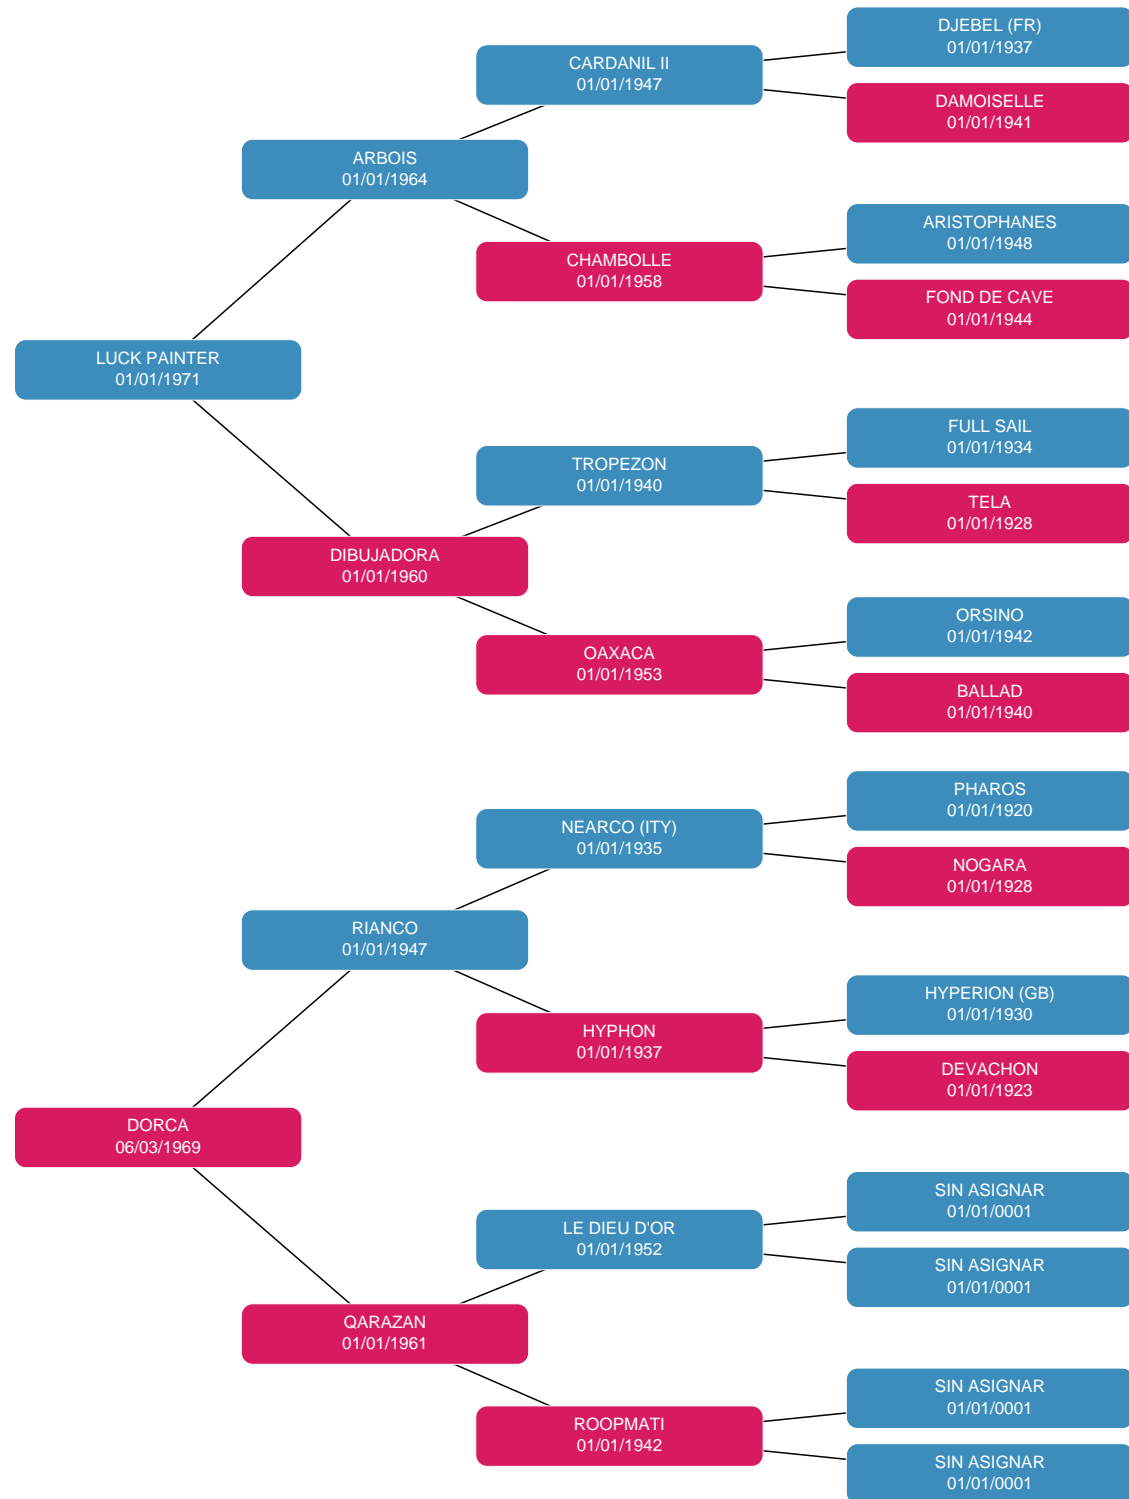 DJEBEL (FR)
01/01/1937
CARDANIL II
01/01/1947
DAMOISELLE
01/01/1941
ARBOIS
01/01/1964
ARISTOPHANES
01/01/1948
CHAMBOLLE
01/01/1958
FOND DE CAVE
01/01/1944
LUCK PAINTER
01/01/1971
FULL SAIL
01/01/1934
TROPEZON
01/01/1940
TELA
01/01/1928
DIBUJADORA
01/01/1960
ORSINO
01/01/1942
OAXACA
01/01/1953
BALLAD
01/01/1940
PHAROS
01/01/1920
NEARCO (ITY)
01/01/1935
NOGARA
01/01/1928
RIANCO
01/01/1947
HYPERION (GB)
01/01/1930
HYPHON
01/01/1937
DEVACHON
01/01/1923
DORCA
06/03/1969
SIN ASIGNAR
01/01/0001
LE DIEU D'OR
01/01/1952
SIN ASIGNAR
01/01/0001
QARAZAN
01/01/1961
SIN ASIGNAR
01/01/0001
ROOPMATI
01/01/1942
SIN ASIGNAR
01/01/0001